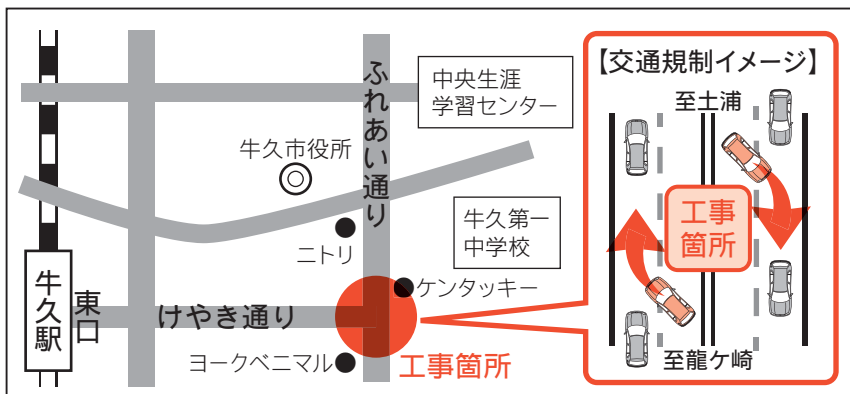 中央生涯
学習センター
ふれあい通り
牛久市役所
ニトリ
牛久第一
中学校
ケンタッキー
牛久駅
東口
けやき通り
ヨークベニマル
工事箇所
【交通規制イメージ】
至土浦
工事
箇所
至龍ケ崎